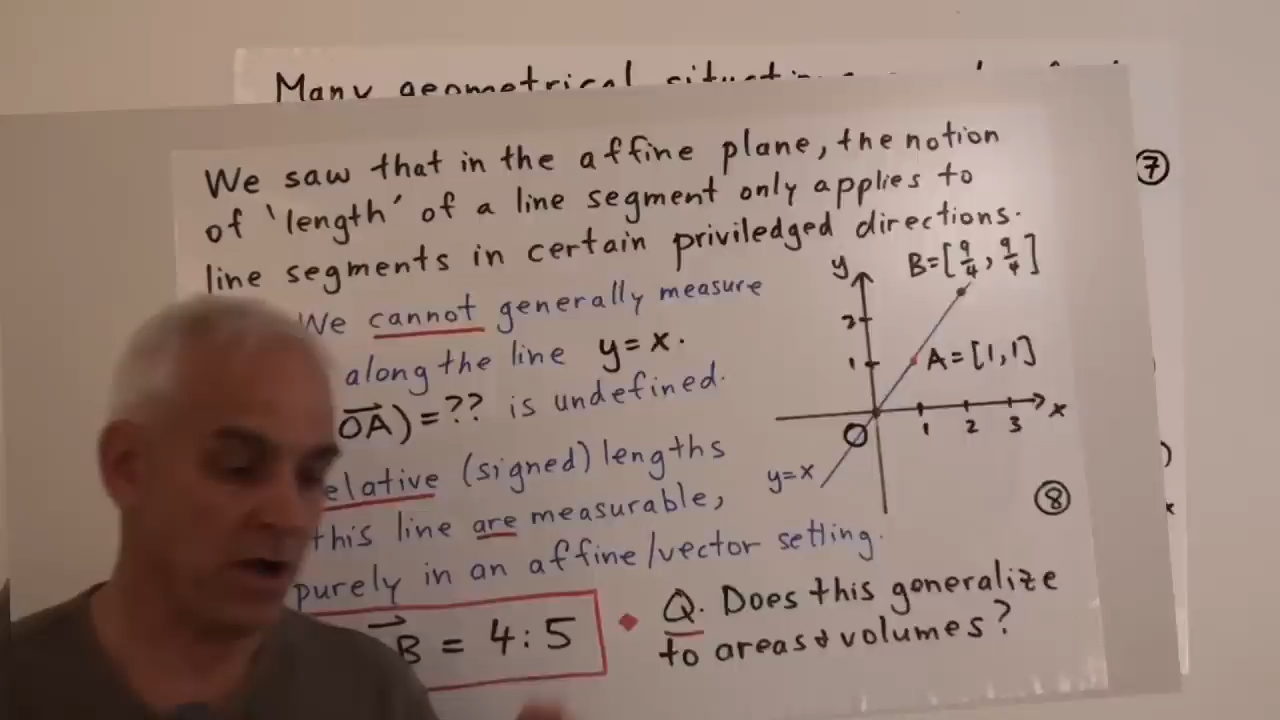 Many geometrical
We saw that in the affine plane, the notion
of 'length' of a line segment only applies to
line segments in certain priviledged directions.
We cannot generally measure
along the line y=x.
OA) = ?? is undefined.
elative (signed) lengths
this line are measurable,
purely in an affine/vector setting.
B = 4:5
Q. Does this generalize
to areas & volumes?
y
B=[9/4, 9/4]
2
1
A=[1,1]
O
1 2 3 x
y=x
7
8